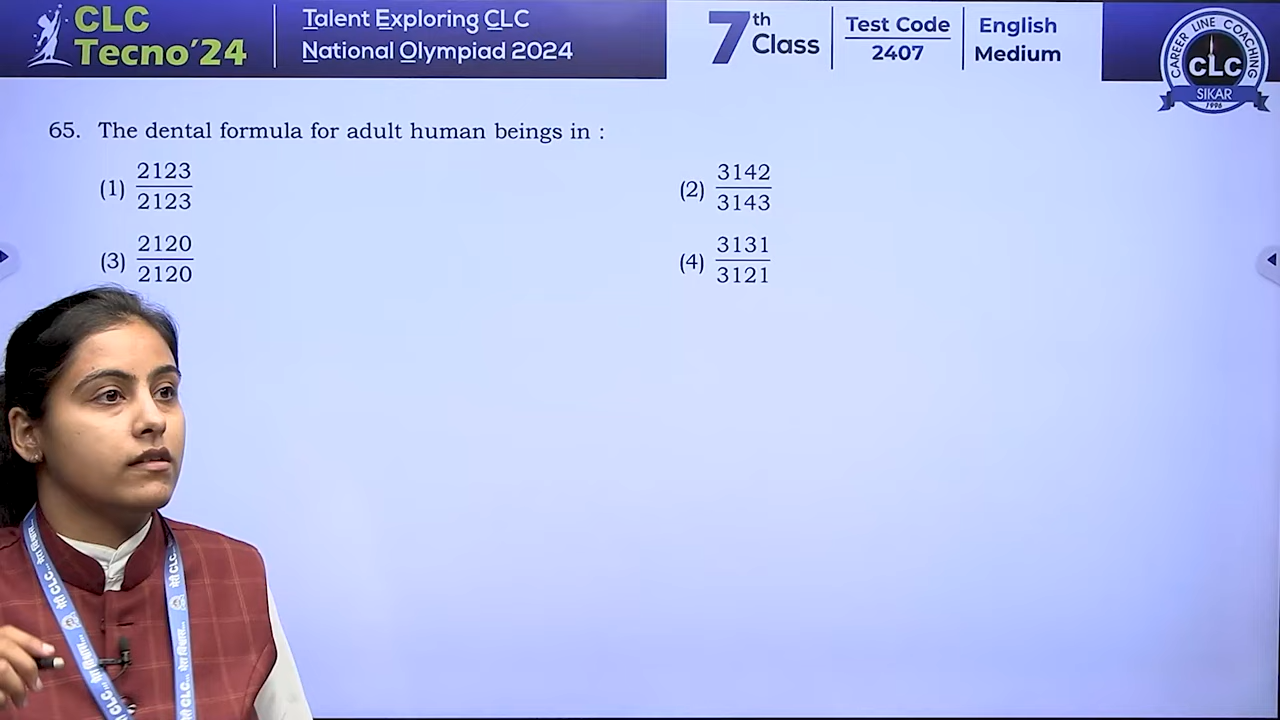 CLC
Tecno'24
Talent Exploring CLC
National Olympiad 2024
7th
Class
Test Code
2407
English
Medium
CAREER LINE COACHING
CLC
SIKAR
1996
65. The dental formula for adult human beings in :
(1) 2123
2123
(2) 3142
3143
(3) 2120
2120
(4) 3131
3121
मेरी CLC...
मेरा विश्वास...